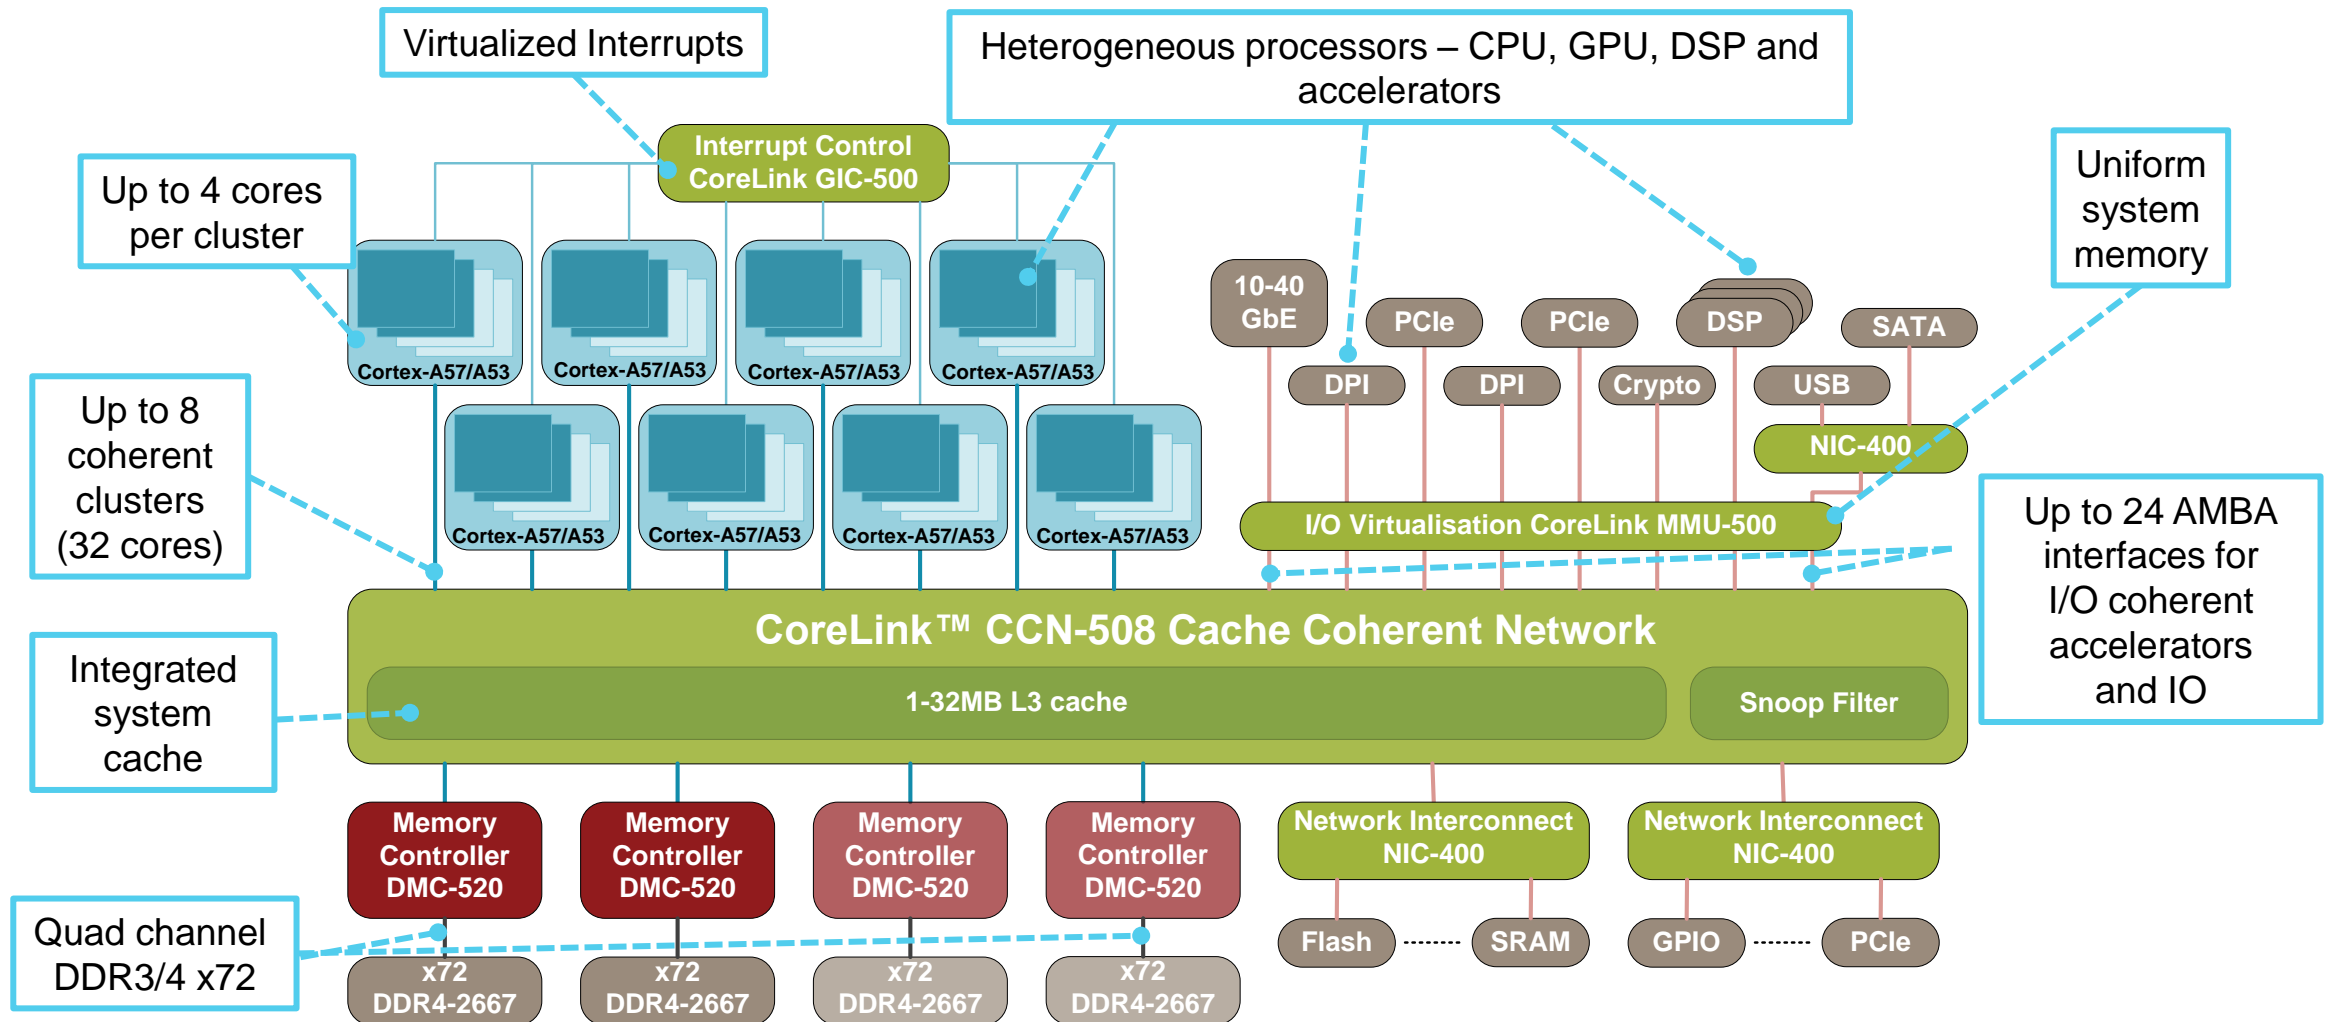 Virtualized Interrupts
Heterogeneous processors – CPU, GPU, DSP and
accelerators
Interrupt Control
CoreLink GIC-500
Up to 4 cores
per cluster
Uniform
system
memory
Cortex-A57/A53
Cortex-A57/A53
Cortex-A57/A53
Cortex-A57/A53
10-40
GbE
PCIe
PCIe
DSP
SATA
DPI
DPI
Crypto
USB
NIC-400
Up to 8
coherent
clusters
(32 cores)
Cortex-A57/A53
Cortex-A57/A53
Cortex-A57/A53
Cortex-A57/A53
I/O Virtualisation CoreLink MMU-500
Up to 24 AMBA
interfaces for
I/O coherent
accelerators
and IO
CoreLink™ CCN-508 Cache Coherent Network
1-32MB L3 cache
Snoop Filter
Integrated
system
cache
Memory
Controller
DMC-520
Memory
Controller
DMC-520
Memory
Controller
DMC-520
Memory
Controller
DMC-520
Network Interconnect
NIC-400
Network Interconnect
NIC-400
Quad channel
DDR3/4 x72
Flash
SRAM
GPIO
PCIe
x72
DDR4-2667
x72
DDR4-2667
x72
DDR4-2667
x72
DDR4-2667